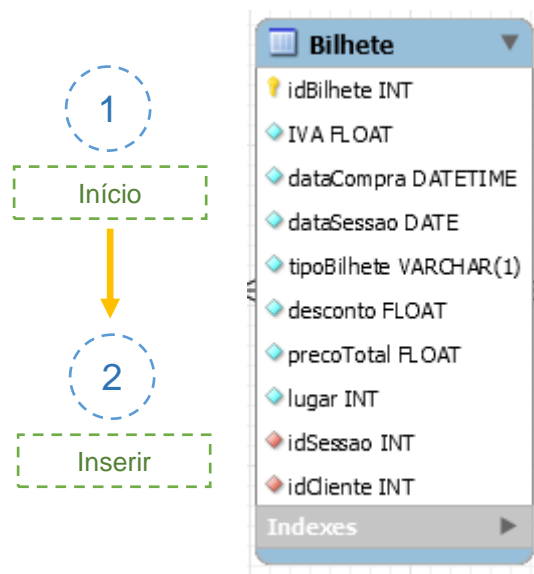 1
Início
2
Inserir
Bilhete
idBilhete INT
IVA FLOAT
dataCompra DATETIME
dataSessao DATE
tipoBilhete VARCHAR(1)
desconto FLOAT
precoTotal FLOAT
lugar INT
idSessao INT
idCliente INT
Indexes